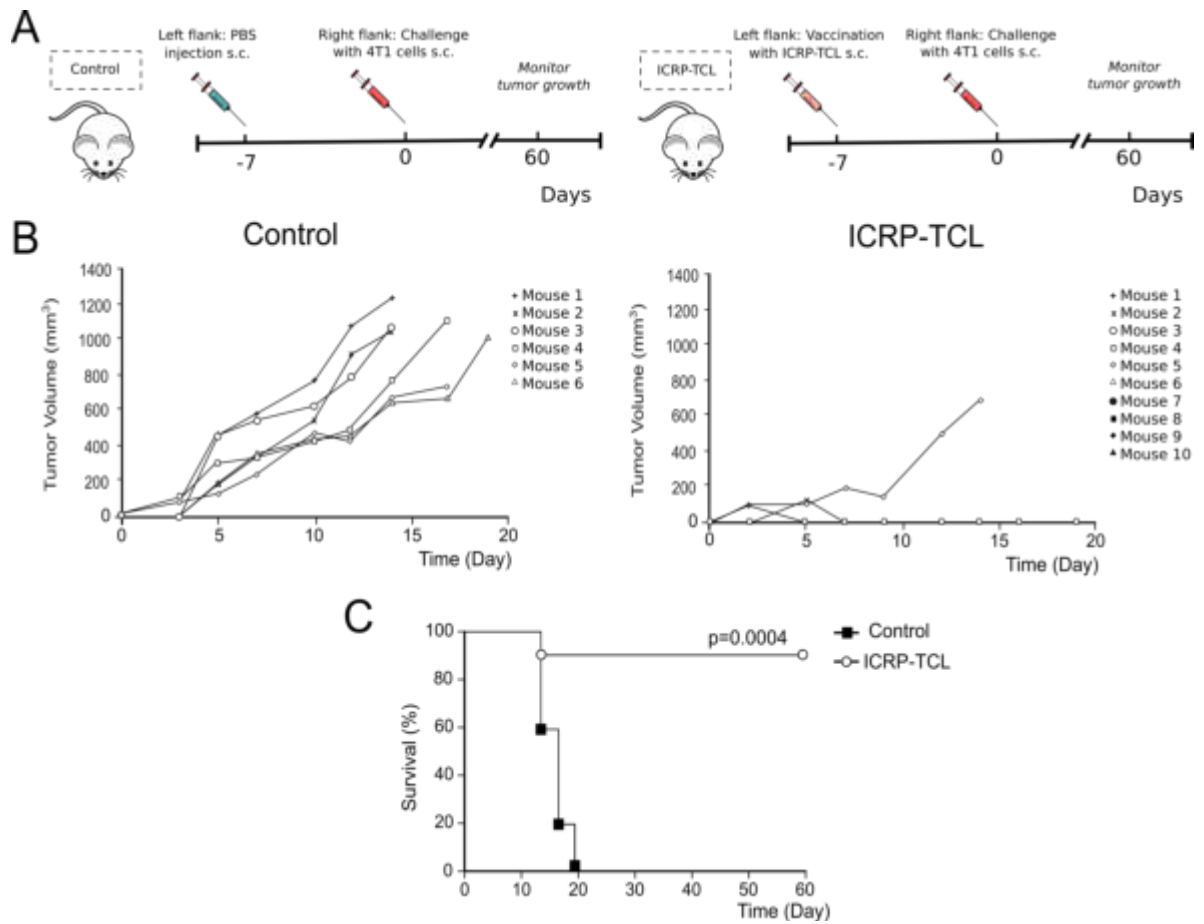 A
Left flank: PBS
injection s.c.
Right flank: Challenge
with 4T1 cells s.c.
Control
Monitor
tumor growth
-7
0
60
Days
Left flank: Vaccination
with ICRP-TCL s.c.
Right flank: Challenge
with 4T1 cells s.c.
ICRP-TCL
Monitor
tumor growth
-7
0
60
Days
B
Control
Tumor Volume (mm³)
1400
1200
1000
800
600
400
200
0
0 5 10 15 20
Time (Day)
Mouse 1
Mouse 2
Mouse 3
Mouse 4
Mouse 5
Mouse 6
ICRP-TCL
Tumor Volume (mm³)
1400
1200
1000
800
600
400
200
0
0 5 10 15 20
Time (Day)
Mouse 1
Mouse 2
Mouse 3
Mouse 4
Mouse 5
Mouse 6
Mouse 7
Mouse 8
Mouse 9
Mouse 10
C
Survival (%)
100
80
60
40
20
0
0 10 20 30 40 50 60
Time (Day)
p=0.0004
Control
ICRP-TCL